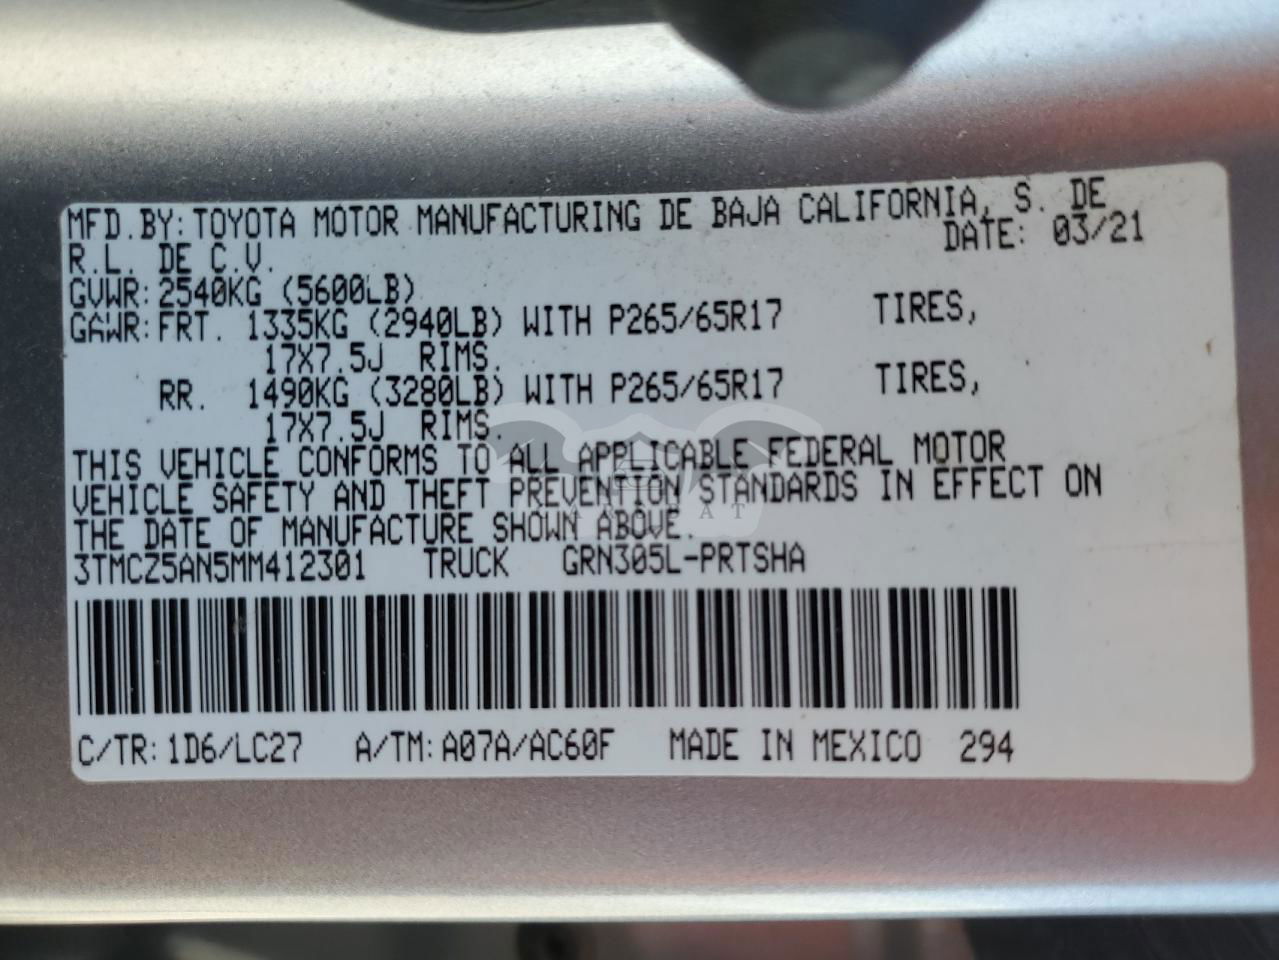 MFD.BY:TOYOTA MOTOR MANUFACTURING DE BAJA CALIFORNIA, S. DE
R.L. DE C.V. DATE: 03/21
GVWR:2540KG (5600LB)
GAWR:FRT. 1335KG (2940LB) WITH P265/65R17 TIRES,
17X7.5J RIMS.
RR. 1490KG (3280LB) WITH P265/65R17 TIRES,
17X7.5J RIMS.
THIS VEHICLE CONFORMS TO ALL APPLICABLE FEDERAL MOTOR
VEHICLE SAFETY AND THEFT PREVENTION STANDARDS IN EFFECT ON
THE DATE OF MANUFACTURE SHOWN ABOVE.
3TMCZ5AN5MM412301 TRUCK GRN305L-PRTSHA
C/TR:1D6/LC27 A/TM:A07A/AC60F MADE IN MEXICO 294